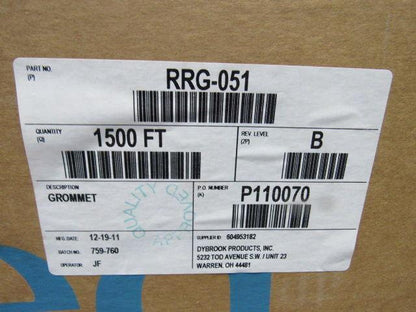 PART NO.
(P)
RRG-051
QUANTITY
(Q)
1500 FT
REV. LEVEL
(2P)
B
DESCRIPTION
GROMMET
QUALITY
P.O. NUMBER
(K)
P110070
MFG. DATE: 12-19-11
BATCH NO. 759-760
OPERATOR: JF
SUPPLIER ID 504953182
DYBROOK PRODUCTS, INC.
5232 TOD AVENUE S.W. / UNIT 23
WARREN, OH 44481